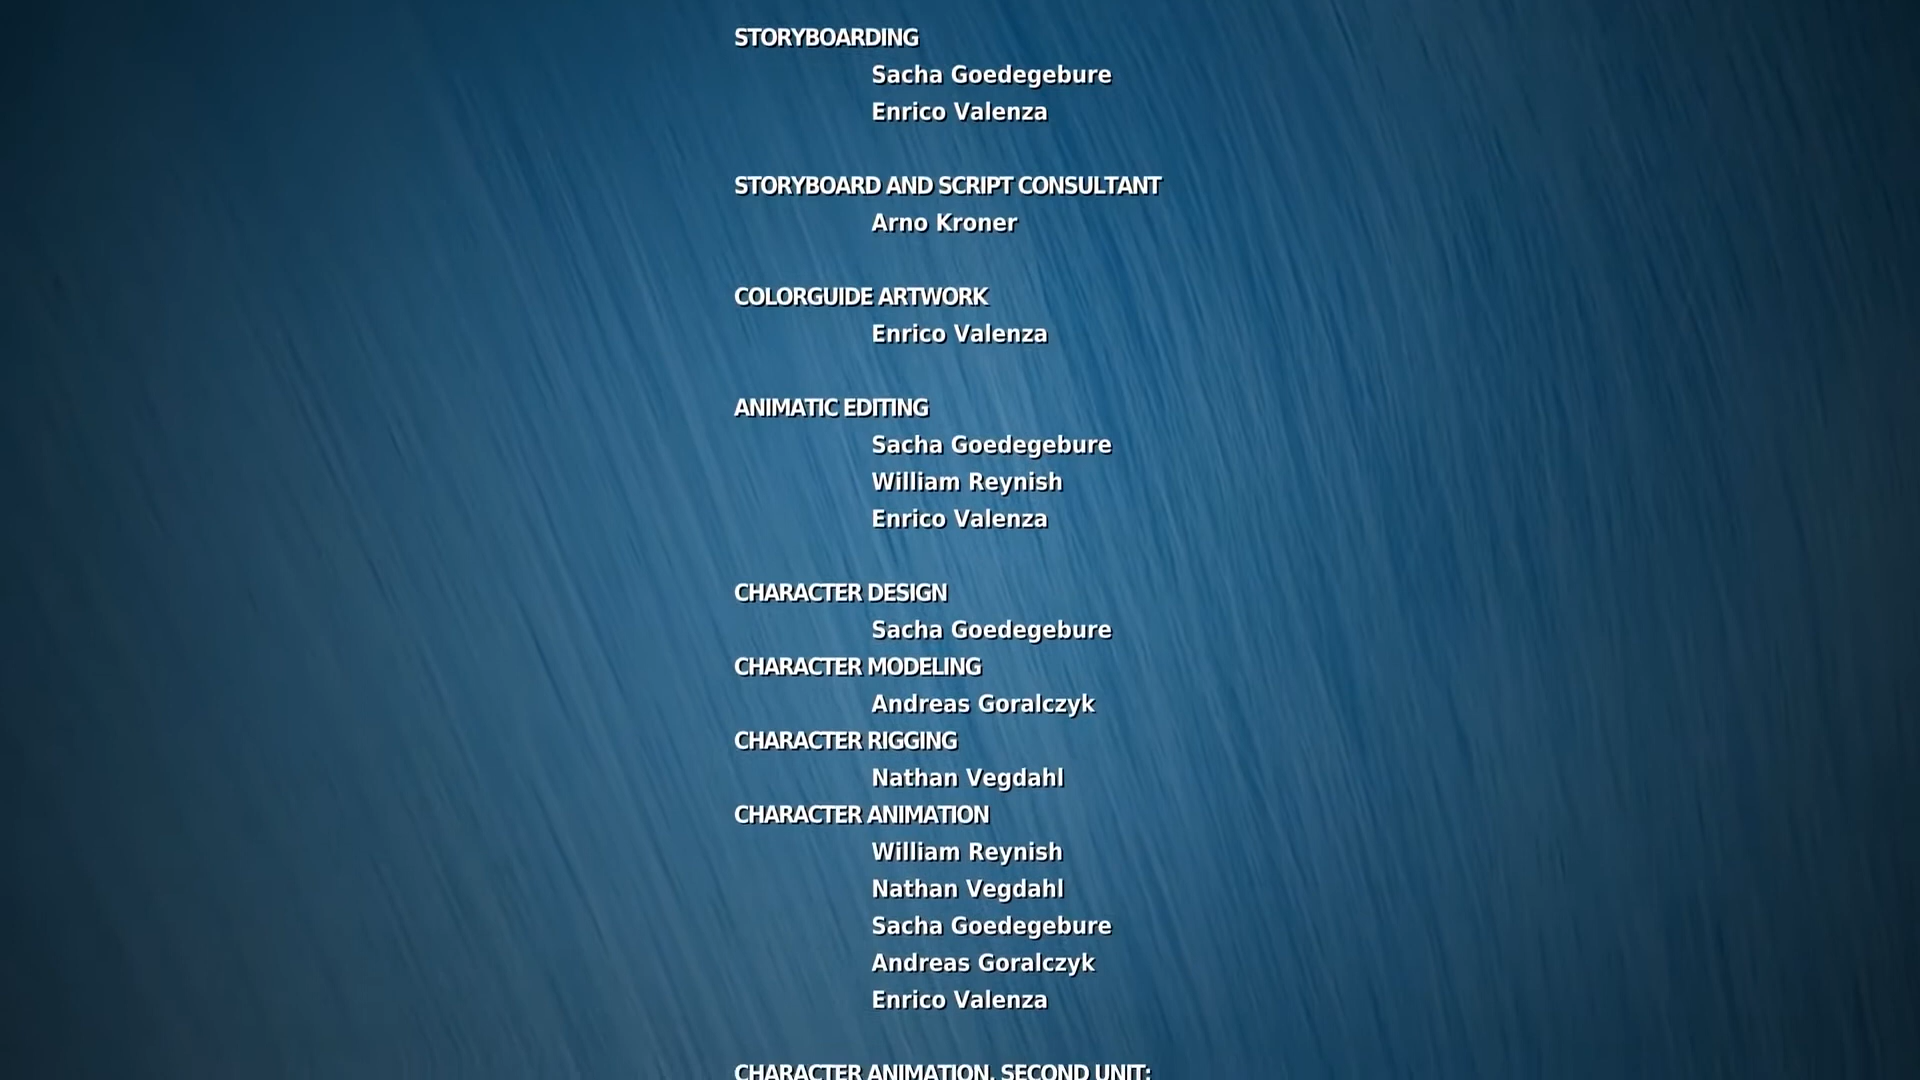 STORYBOARDING
Sacha Goedegebure
Enrico Valenza
STORYBOARD AND SCRIPT CONSULTANT
Arno Kroner
COLORGUIDE ARTWORK
Enrico Valenza
ANIMATIC EDITING
Sacha Goedegebure
William Reynish
Enrico Valenza
CHARACTER DESIGN
Sacha Goedegebure
CHARACTER MODELING
Andreas Goralczyk
CHARACTER RIGGING
Nathan Vegdahl
CHARACTER ANIMATION
William Reynish
Nathan Vegdahl
Sacha Goedegebure
Andreas Goralczyk
Enrico Valenza
CHARACTER ANIMATION, SECOND UNIT: